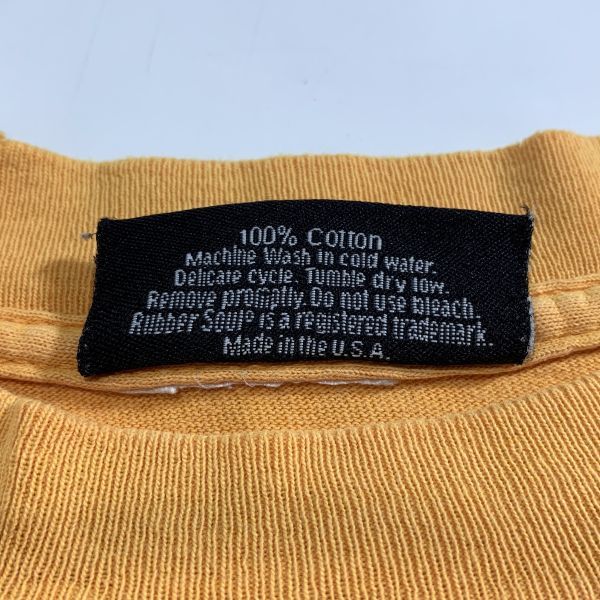 100% Cotton
Machine Wash in cold water.
Delicate cycle. Tumble dry low.
Remove promptly. Do not use bleach.
Rubber Soul® is a registered trademark.
Made in the U.S.A.